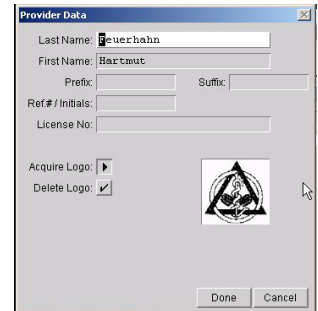 Provider Data
Last Name: Feuerhahn
First Name: Hartmut
Prefix: Suffix:
Ref.# / Initials:
License No:
Acquire Logo:
Delete Logo:
Done Cancel